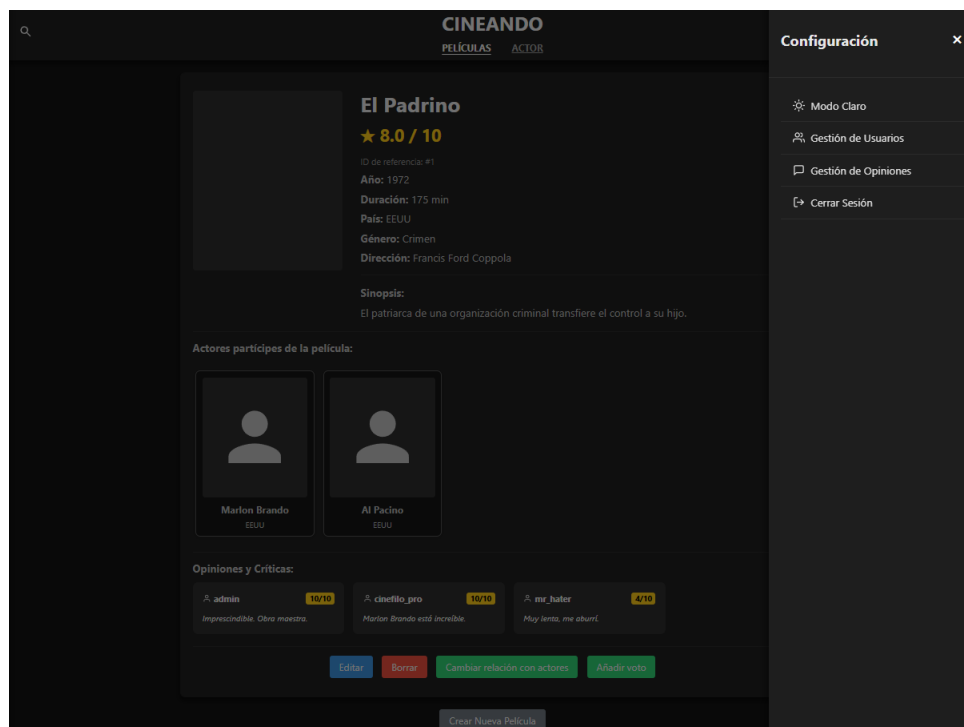 CINEANDO
PELÍCULAS ACTOR
Configuración
×
Modo Claro
Gestión de Usuarios
Gestión de Opiniones
Cerrar Sesión
El Padrino
★ 8.0 / 10
ID de referencia: #1
Año: 1972
Duración: 175 min
País: EEUU
Género: Crimen
Dirección: Francis Ford Coppola
Sinopsis:
El patriarca de una organización criminal transfiere el control a su hijo.
Actores partícipes de la película:
Marlon Brando
EEUU
Al Pacino
EEUU
Opiniones y Críticas:
admin 10/10
Imprescindible. Obra maestra.
cinefilo_pro 10/10
Marlon Brando está increíble.
mr_hater 4/10
Muy lenta, me aburrí.
Editar Borrar Cambiar relación con actores Añadir voto
Crear Nueva Película